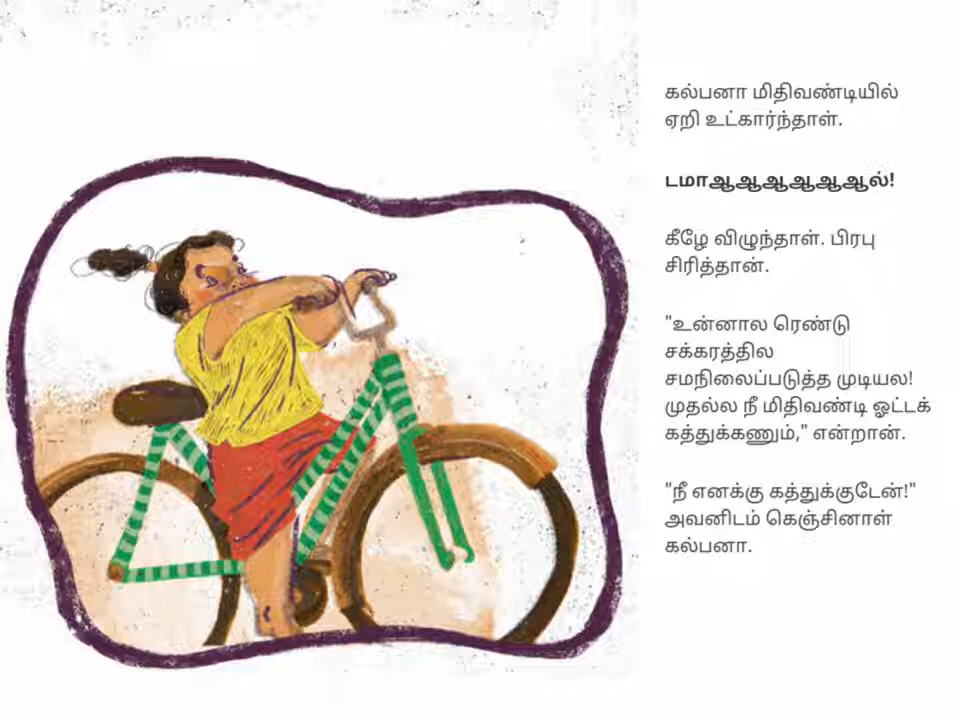 கல்பனா மிதிவண்டியில்
ஏறி உட்கார்ந்தாள்.
டமாஆஆஆஆஆஆல்!
கீழே விழுந்தாள். பிரபு
சிரித்தான்.
"உன்னால ரெண்டு
சக்கரத்தில
சமநிலைப்படுத்த முடியல!
முதல்ல நீ மிதிவண்டி ஓட்டக்
கத்துக்கணும்," என்றான்.
"நீ எனக்கு கத்துக்குடேன்!"
அவனிடம் கெஞ்சினாள்
கல்பனா.